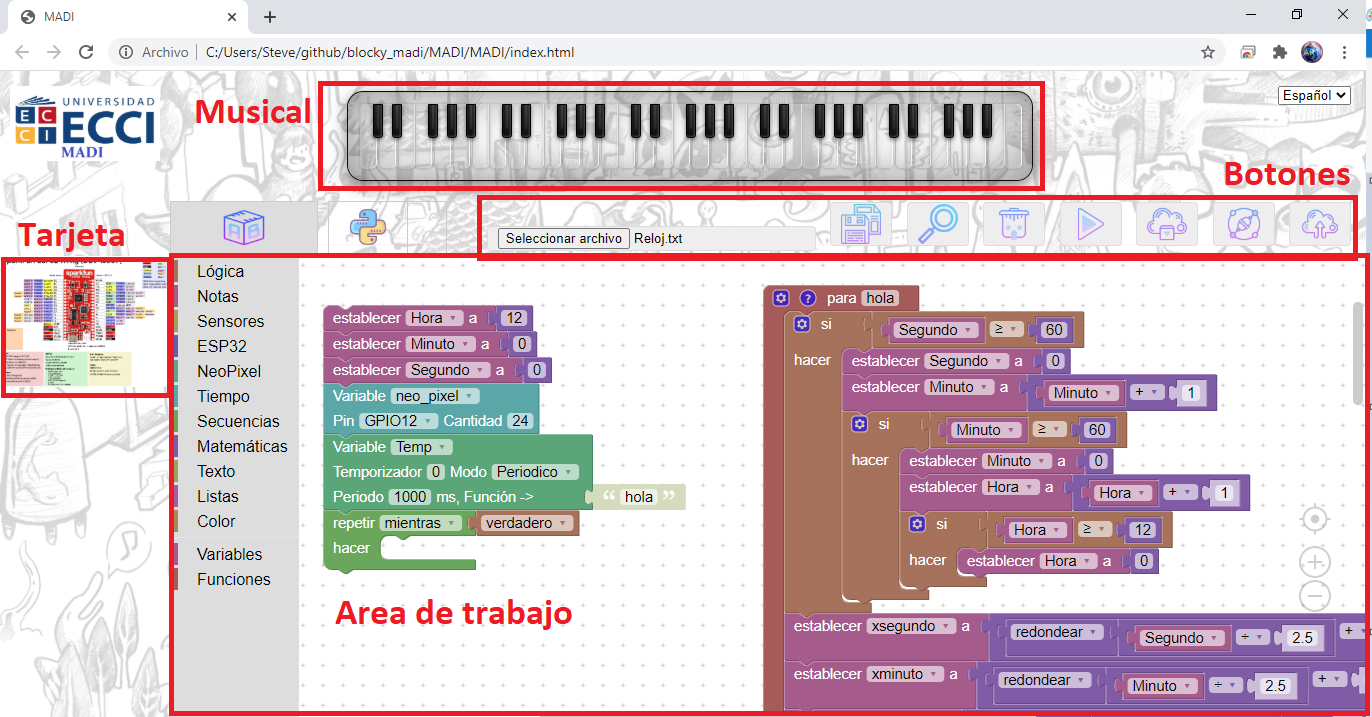 MADI
Archivo
C:/Users/Steve/github/blocky_madi/MADI/MADI/index.html
UNIVERSIDAD
ECCI
ECCI
MADI
Musical
Español
Botones
Tarjeta
Seleccionar archivo Reloj.txt
sparkfun
Lógica
Notas
Sensores
ESP32
NeoPixel
Tiempo
Secuencias
Matemáticas
Texto
Listas
Color
Variables
Funciones
establecer Hora a 12
establecer Minuto a 0
establecer Segundo a 0
Variable neo_pixel
Pin GPIO12 Cantidad 24
Variable Temp
Temporizador 0 Modo Periodico
Periodo 1000 ms, Función -> “ hola ”
repetir mientras verdadero
hacer
Area de trabajo
? para hola
si Segundo ≥ 60
hacer establecer Segundo a 0
establecer Minuto a Minuto + 1
si Minuto ≥ 60
hacer establecer Minuto a 0
establecer Hora a Hora + 1
si Hora ≥ 12
hacer establecer Hora a 0
establecer xsegundo a redondear Segundo ÷ 2.5 +
establecer xminuto a redondear Minuto ÷ 2.5 +